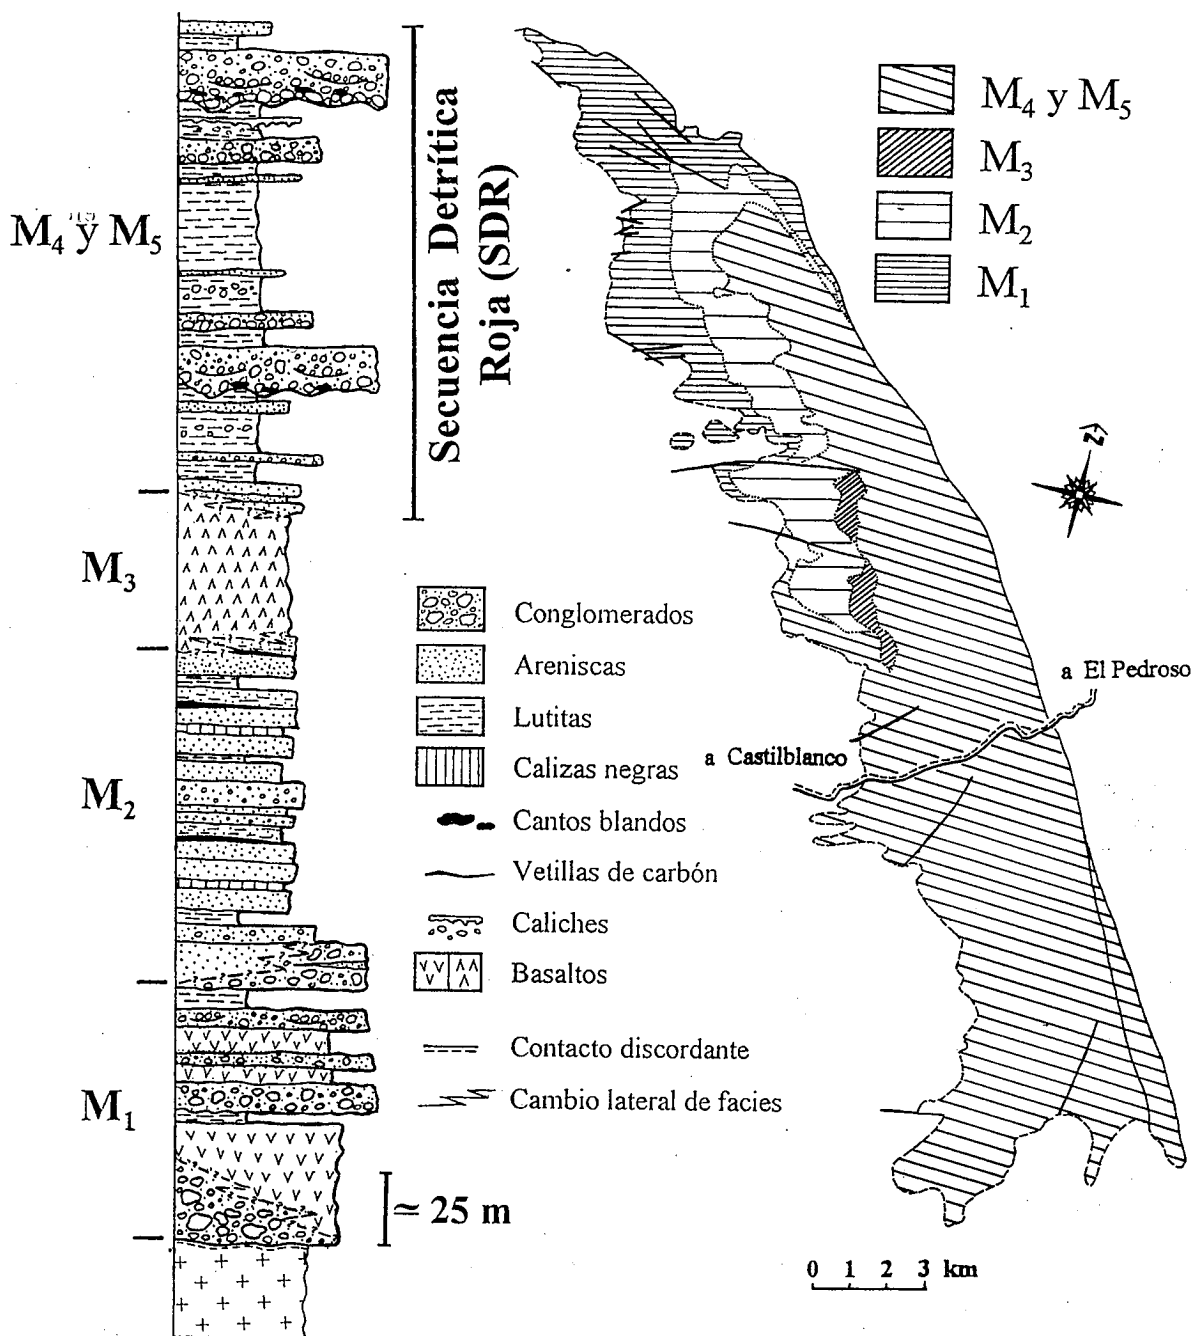 M₄ y M₅
M₃
M₂
M₁
Secuencia Detrítica
Roja (SDR)
≃ 25 m
Conglomerados
Areniscas
Lutitas
Calizas negras
Cantos blandos
Vetillas de carbón
Caliches
Basaltos
Contacto discordante
Cambio lateral de facies
M₄ y M₅
M₃
M₂
M₁
N
a El Pedroso
a Castilblanco
0 1 2 3 km